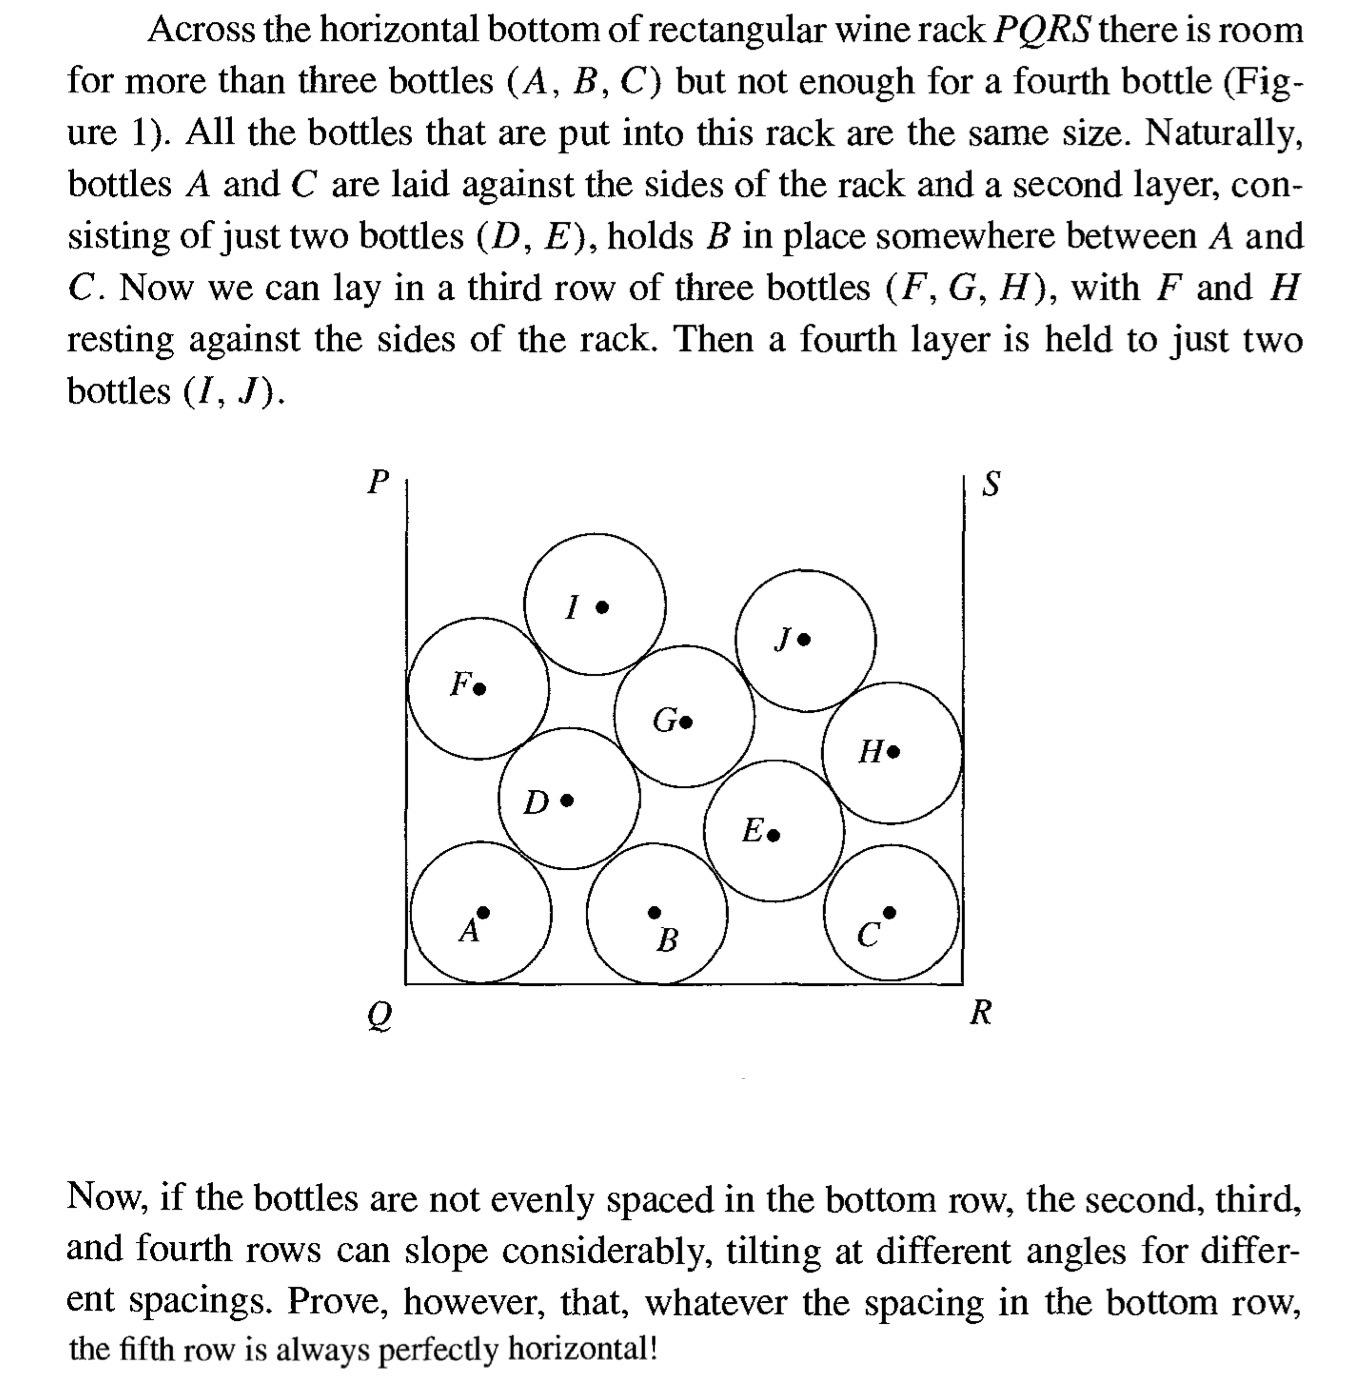 Across the horizontal bottom of rectangular wine rack PQRS there is room
for more than three bottles (A, B, C) but not enough for a fourth bottle (Fig-
ure 1). All the bottles that are put into this rack are the same size. Naturally,
bottles A and C are laid against the sides of the rack and a second layer, con-
sisting of just two bottles (D, E), holds B in place somewhere between A and
C. Now we can lay in a third row of three bottles (F, G, H), with F and H
resting against the sides of the rack. Then a fourth layer is held to just two
bottles (I, J).
P
S
I
J
F
G
H
D
E
A
B
C
Q
R
Now, if the bottles are not evenly spaced in the bottom row, the second, third,
and fourth rows can slope considerably, tilting at different angles for differ-
ent spacings. Prove, however, that, whatever the spacing in the bottom row,
the fifth row is always perfectly horizontal!